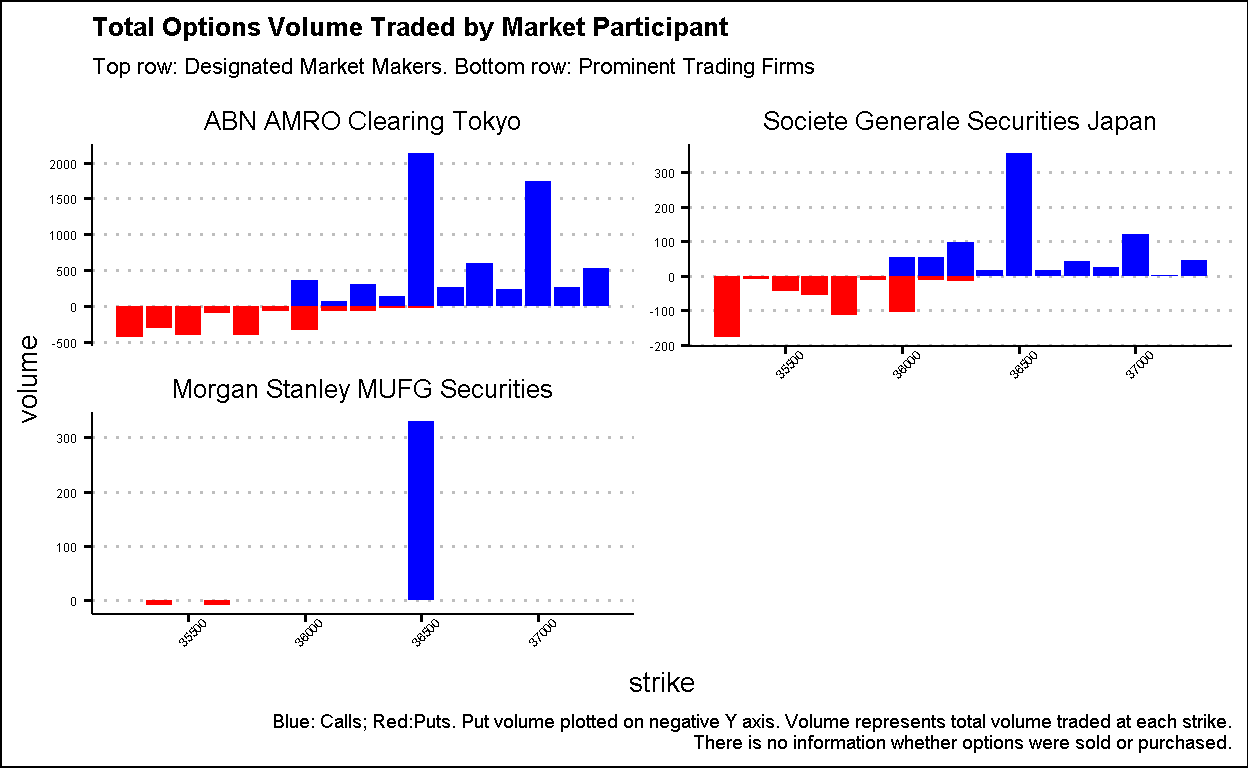 Total Options Volume Traded by Market Participant
Top row: Designated Market Makers. Bottom row: Prominent Trading Firms
ABN AMRO Clearing Tokyo
Societe Generale Securities Japan
2000
1500
1000
500
0
-500
300
200
100
0
-100
-200
35500
36000
36500
37000
Morgan Stanley MUFG Securities
300
200
100
0
35500
36000
36500
37000
volume
strike
Blue: Calls; Red:Puts. Put volume plotted on negative Y axis. Volume represents total volume traded at each strike.
There is no information whether options were sold or purchased.